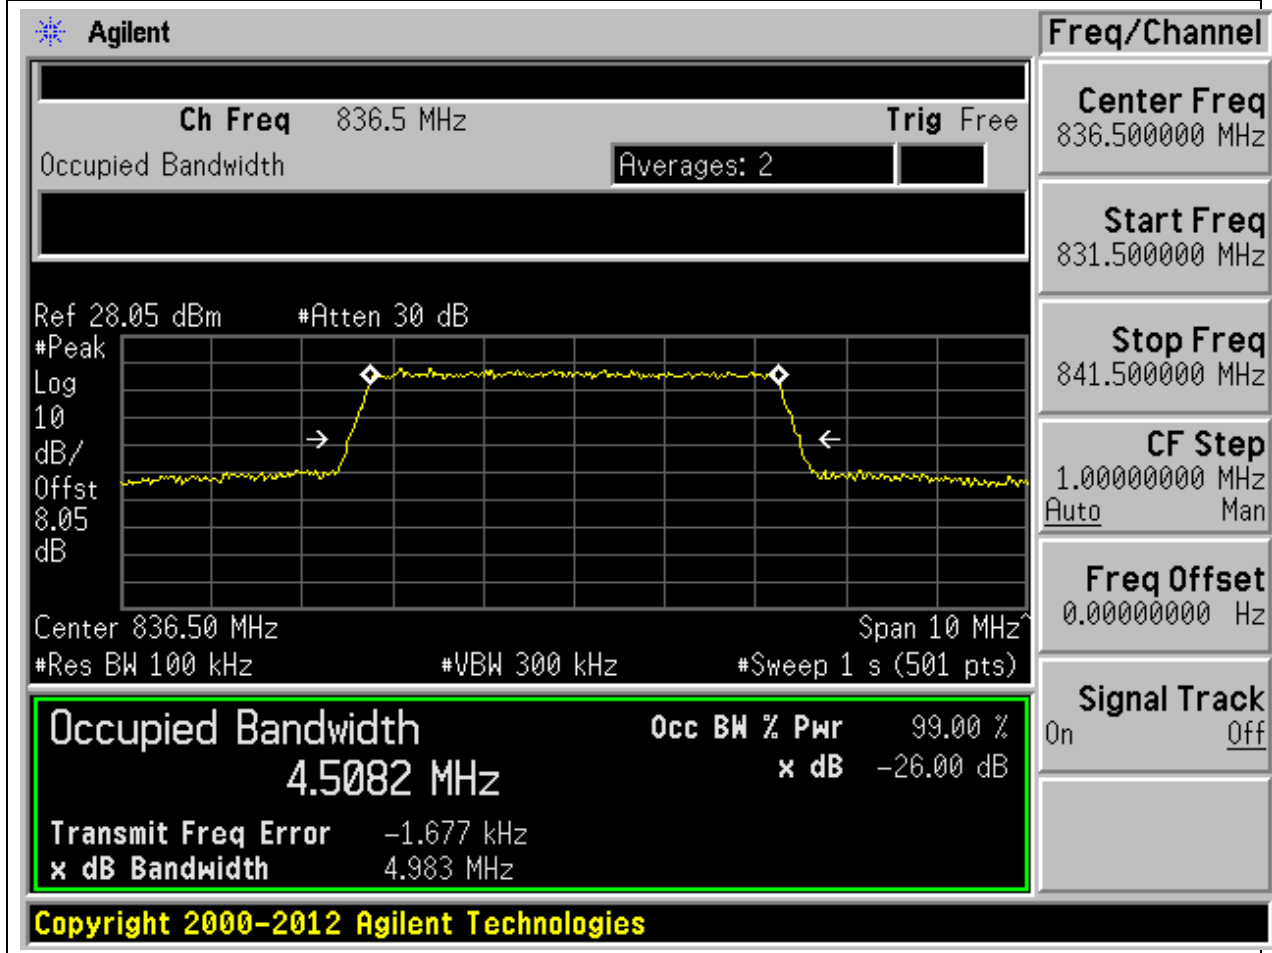 Agilent
Freq/Channel
Ch Freq 836.5 MHz Trig Free
Occupied Bandwidth Averages: 2
Center Freq
836.500000 MHz
Start Freq
831.500000 MHz
Stop Freq
841.500000 MHz
CF Step
1.00000000 MHz
Auto Man
Freq Offset
0.00000000 Hz
Signal Track
On Off
Ref 28.05 dBm #Atten 30 dB
#Peak
Log
10
dB/
Offst
8.05
dB
Center 836.50 MHz Span 10 MHz^
#Res BW 100 kHz #VBW 300 kHz #Sweep 1 s (501 pts)
Occupied Bandwidth Occ BW % Pwr 99.00 %
4.5082 MHz x dB -26.00 dB
Transmit Freq Error -1.677 kHz
x dB Bandwidth 4.983 MHz
Copyright 2000-2012 Agilent Technologies